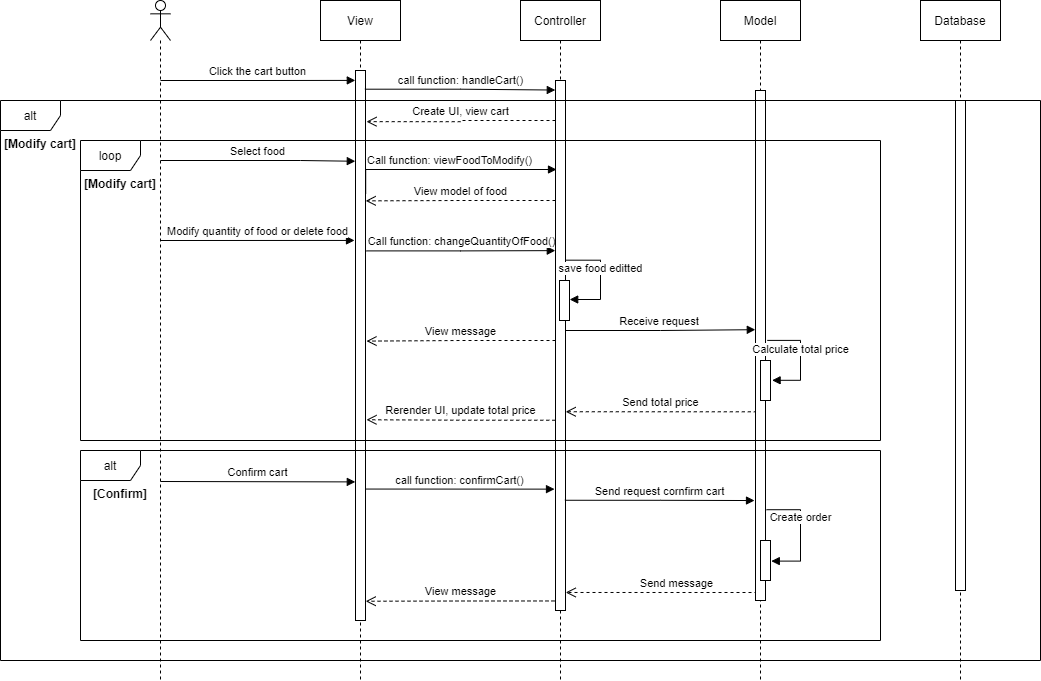 View
Controller
Model
Database
Click the cart button
call function: handleCart()
alt
Create UI, view cart
[Modify cart]
loop
Select food
Call function: viewFoodToModify()
[Modify cart]
View model of food
Modify quantity of food or delete food
Call function: changeQuantityOfFood()
save food editted
Receive request
View message
Calculate total price
Send total price
Rerender UI, update total price
alt
Confirm cart
call function: confirmCart()
[Confirm]
Send request cornfirm cart
Create order
Send message
View message